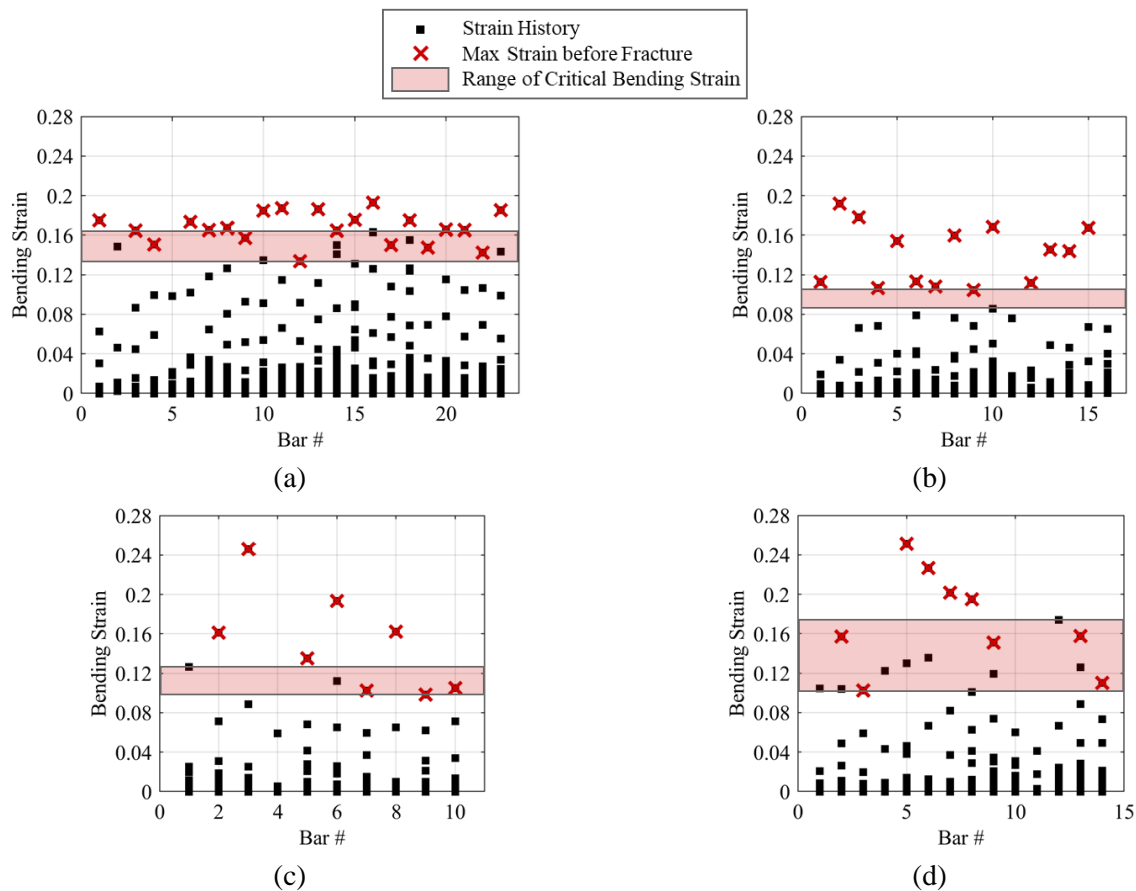 Strain History
Max Strain before Fracture
Range of Critical Bending Strain
0.28
0.24
0.2
0.16
0.12
0.08
0.04
0
Bending Strain
0 5 10 15 20
Bar #
(a)
0.28
0.24
0.2
0.16
0.12
0.08
0.04
0
Bending Strain
0 5 10 15
Bar #
(b)
0.28
0.24
0.2
0.16
0.12
0.08
0.04
0
Bending Strain
0 2 4 6 8 10
Bar #
(c)
0.28
0.24
0.2
0.16
0.12
0.08
0.04
0
Bending Strain
0 5 10 15
Bar #
(d)